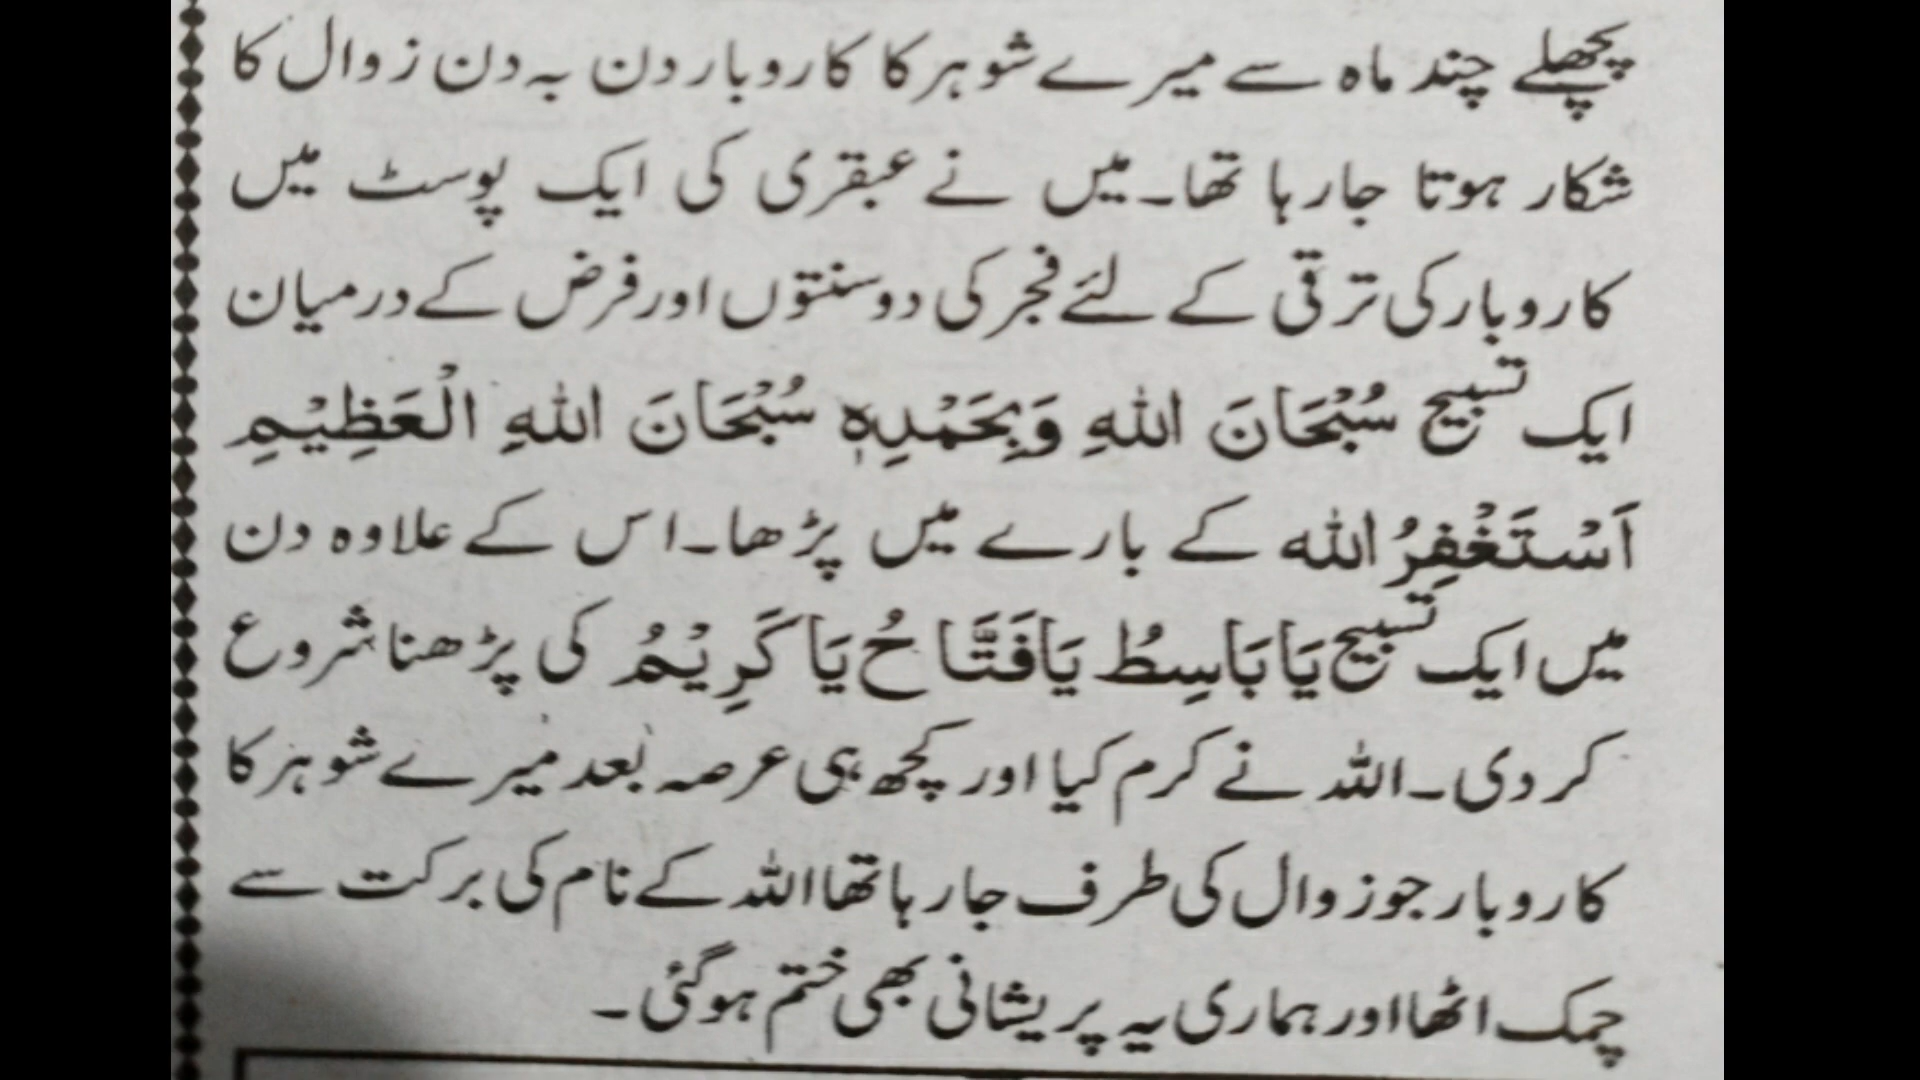 پچھلے چند ماہ سے میرے شوہر کا کاروبار دن بہ دن زوال کا
شکار ہوتا جا رہا تھا۔ میں نے عبقری کی ایک پوسٹ میں
کاروبار کی ترقی کے لئے فجر کی دو سنتوں اور فرض کے درمیان
ایک تسبیح سُبْحَانَ اللّٰهِ وَبِحَمْدِهٖ سُبْحَانَ اللّٰهِ الْعَظِيْمِ
اَسْتَغْفِرُ اللّٰه کے بارے میں پڑھا۔ اس کے علاوہ دن
میں ایک تسبیح يَا بَاسِطُ يَا فَتَّاحُ يَا كَرِيْمُ کی پڑھنا شروع
کر دی۔ اللہ نے کرم کیا اور کچھ ہی عرصہ بعد میرے شوہر کا
کاروبار جو زوال کی طرف جا رہا تھا اللہ کے نام کی برکت سے
چمک اٹھا اور ہماری یہ پریشانی بھی ختم ہو گئی۔